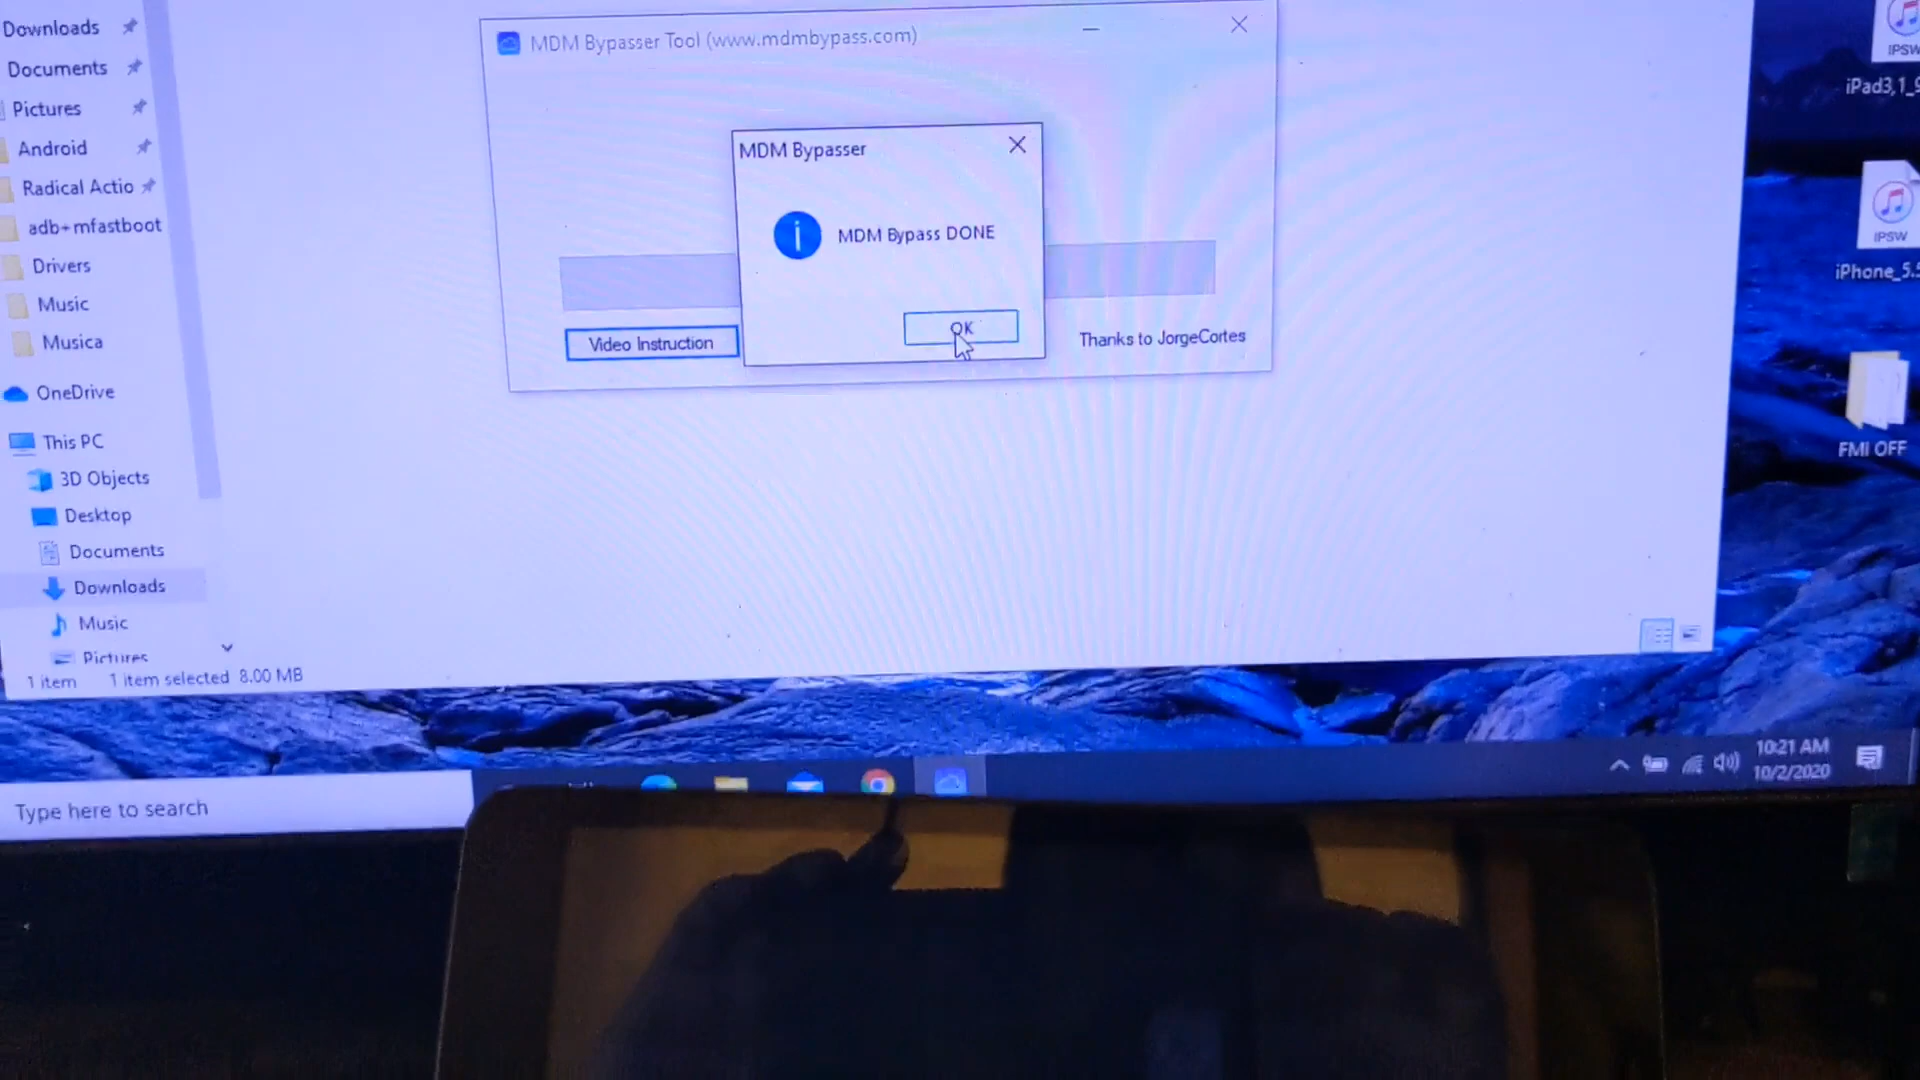 Downloads
Documents
Pictures
Android
Radical Actio
adb+mfastboot
Drivers
Music
Musica
OneDrive
This PC
3D Objects
Desktop
Documents
Downloads
Music
Pictures
1 item 1 item selected 8.00 MB
MDM Bypasser Tool (www.mdmbypass.com)
MDM Bypasser
MDM Bypass DONE
OK
Video Instruction
Thanks to JorgeCortes
IPSW
iPad3,1_9
IPSW
iPhone_5.5
FMI OFF
Type here to search
10:21 AM
10/2/2020